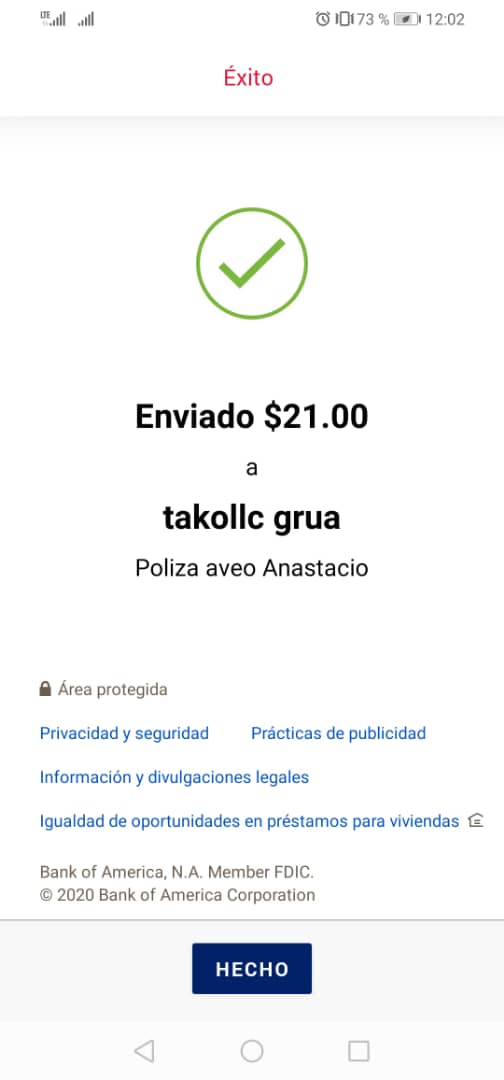 LTE 73 % 12:02
Éxito
Enviado $21.00
a
takollc grua
Poliza aveo Anastacio
Área protegida
Privacidad y seguridad Prácticas de publicidad
Información y divulgaciones legales
Igualdad de oportunidades en préstamos para viviendas
Bank of America, N.A. Member FDIC.
© 2020 Bank of America Corporation
HECHO